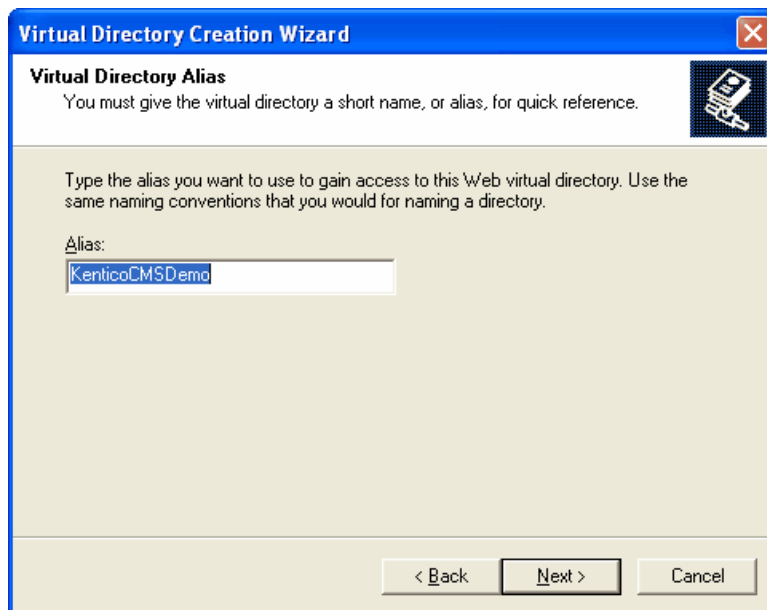 Virtual Directory Creation Wizard
Virtual Directory Alias
You must give the virtual directory a short name, or alias, for quick reference.
Type the alias you want to use to gain access to this Web virtual directory. Use the
same naming conventions that you would for naming a directory.
Alias:
KenticoCMSDemo
< Back Next > Cancel